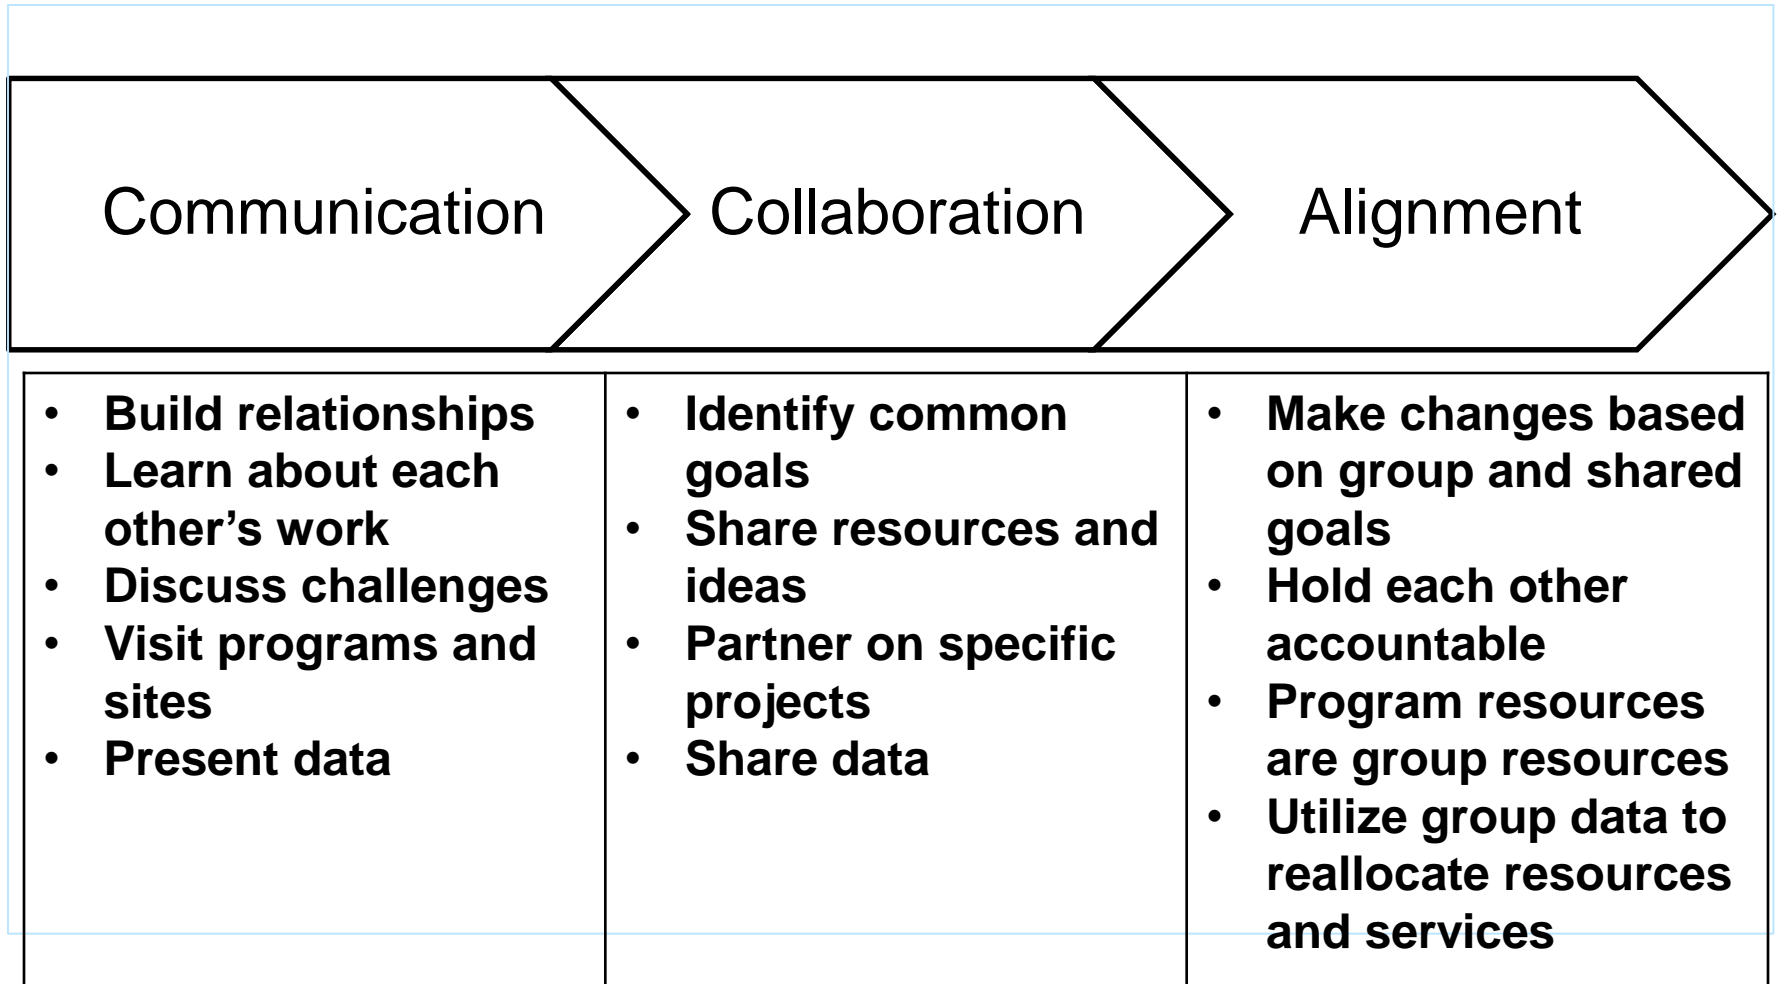 Communication
Collaboration
Alignment
• Build relationships
• Learn about each
other’s work
• Discuss challenges
• Visit programs and
sites
• Present data
• Identify common
goals
• Share resources and
ideas
• Partner on specific
projects
• Share data
• Make changes based
on group and shared
goals
• Hold each other
accountable
• Program resources
are group resources
• Utilize group data to
reallocate resources
and services